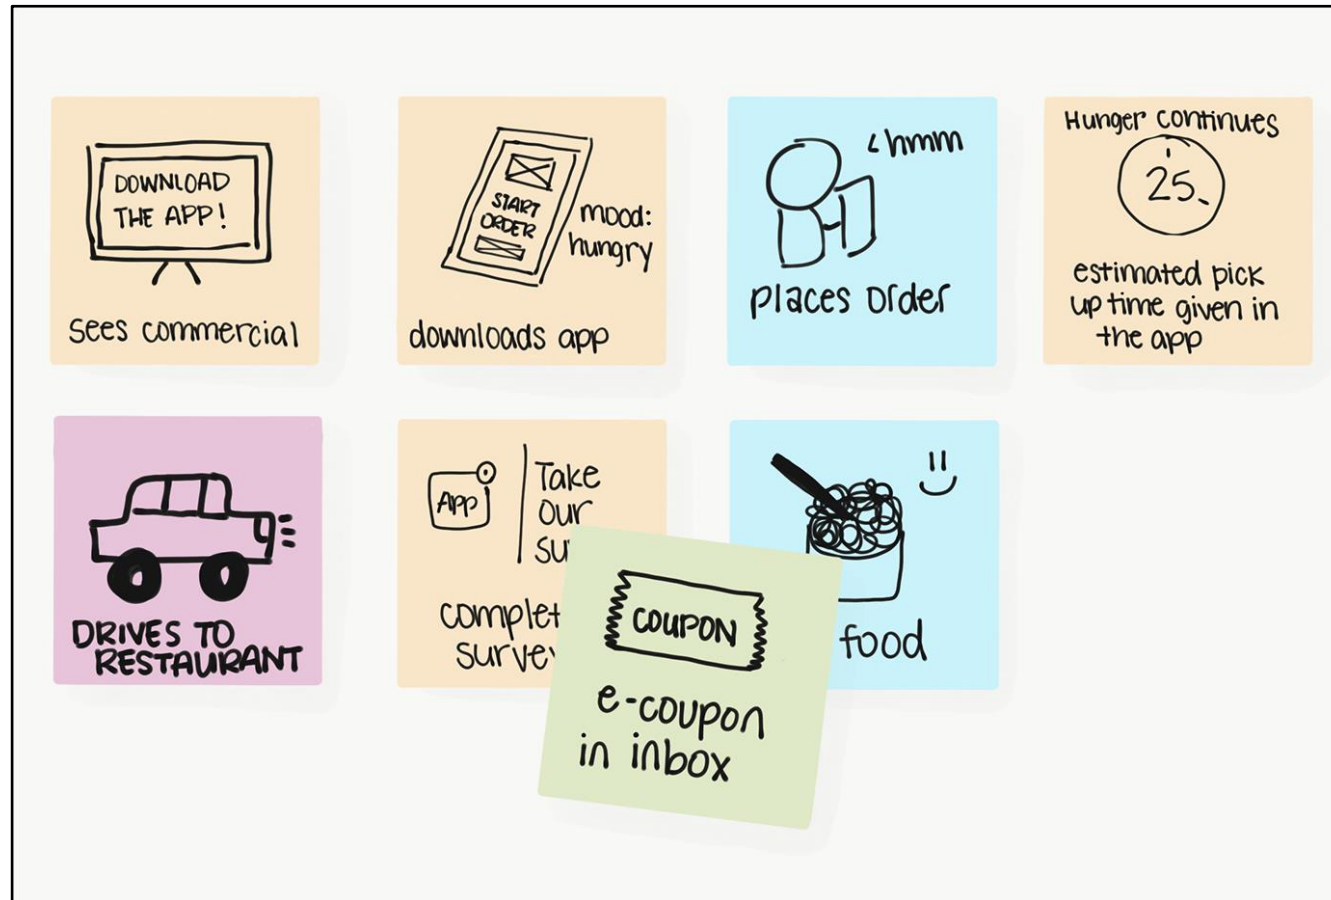 DOWNLOAD
THE APP!
sees commercial
START
ORDER
mood:
hungry
downloads app
hmm
places order
Hunger continues
25
estimated pick
up time given in
the app
DRIVES TO
RESTAURANT
APP
Take
our
COUPON
e-coupon
in inbox
food